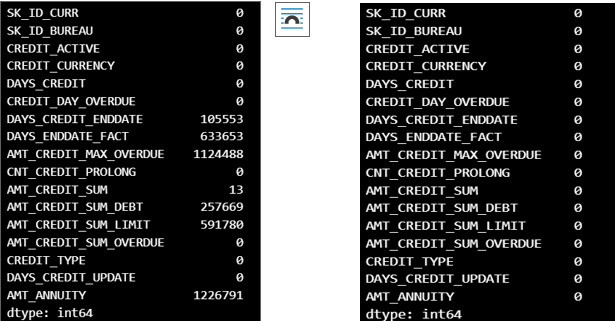 SK_ID_CURR 0
SK_ID_BUREAU 0
CREDIT_ACTIVE 0
CREDIT_CURRENCY 0
DAYS_CREDIT 0
CREDIT_DAY_OVERDUE 0
DAYS_CREDIT_ENDDATE 105553
DAYS_ENDDATE_FACT 633653
AMT_CREDIT_MAX_OVERDUE 1124488
CNT_CREDIT_PROLONG 0
AMT_CREDIT_SUM 13
AMT_CREDIT_SUM_DEBT 257669
AMT_CREDIT_SUM_LIMIT 591780
AMT_CREDIT_SUM_OVERDUE 0
CREDIT_TYPE 0
DAYS_CREDIT_UPDATE 0
AMT_ANNUITY 1226791
dtype: int64
SK_ID_CURR 0
SK_ID_BUREAU 0
CREDIT_ACTIVE 0
CREDIT_CURRENCY 0
DAYS_CREDIT 0
CREDIT_DAY_OVERDUE 0
DAYS_CREDIT_ENDDATE 0
DAYS_ENDDATE_FACT 0
AMT_CREDIT_MAX_OVERDUE 0
CNT_CREDIT_PROLONG 0
AMT_CREDIT_SUM 0
AMT_CREDIT_SUM_DEBT 0
AMT_CREDIT_SUM_LIMIT 0
AMT_CREDIT_SUM_OVERDUE 0
CREDIT_TYPE 0
DAYS_CREDIT_UPDATE 0
AMT_ANNUITY 0
dtype: int64